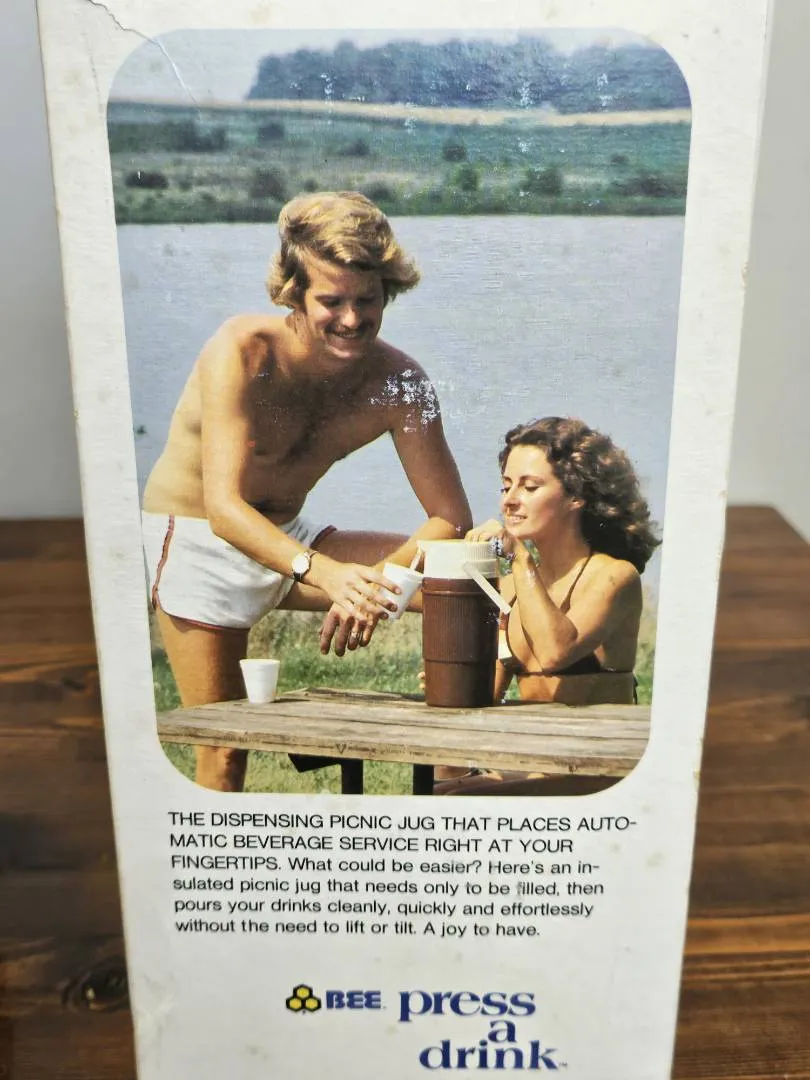 THE DISPENSING PICNIC JUG THAT PLACES AUTO-
MATIC BEVERAGE SERVICE RIGHT AT YOUR
FINGERTIPS. What could be easier? Here's an in-
sulated picnic jug that needs only to be filled, then
pours your drinks cleanly, quickly and effortlessly
without the need to lift or tilt. A joy to have.
BEE press
a
drink™